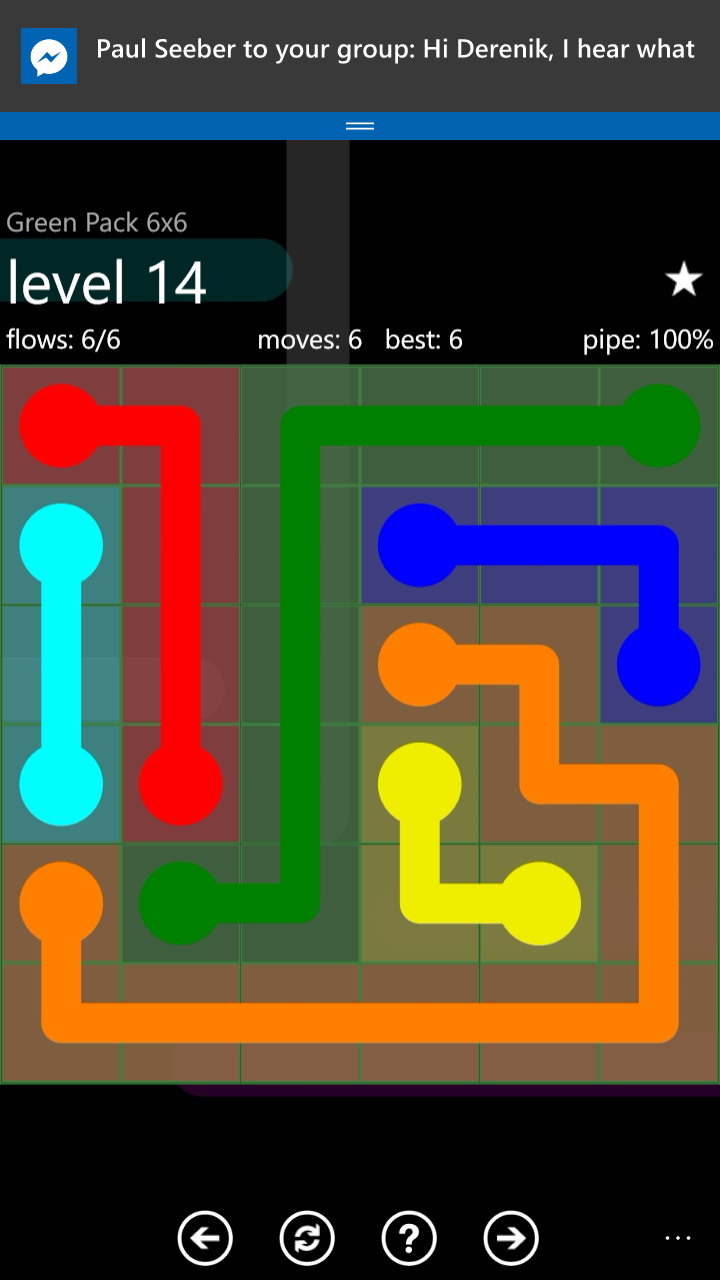 Paul Seeber to your group: Hi Derenik, I hear what
Green Pack 6x6
level 14
flows: 6/6 moves: 6 best: 6 pipe: 100%
?
...